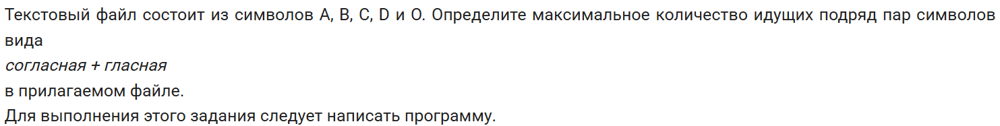 Текстовый файл состоит из символов A, B, C, D и O. Определите максимальное количество идущих подряд пар символов
вида
согласная + гласная
в прилагаемом файле.
Для выполнения этого задания следует написать программу.